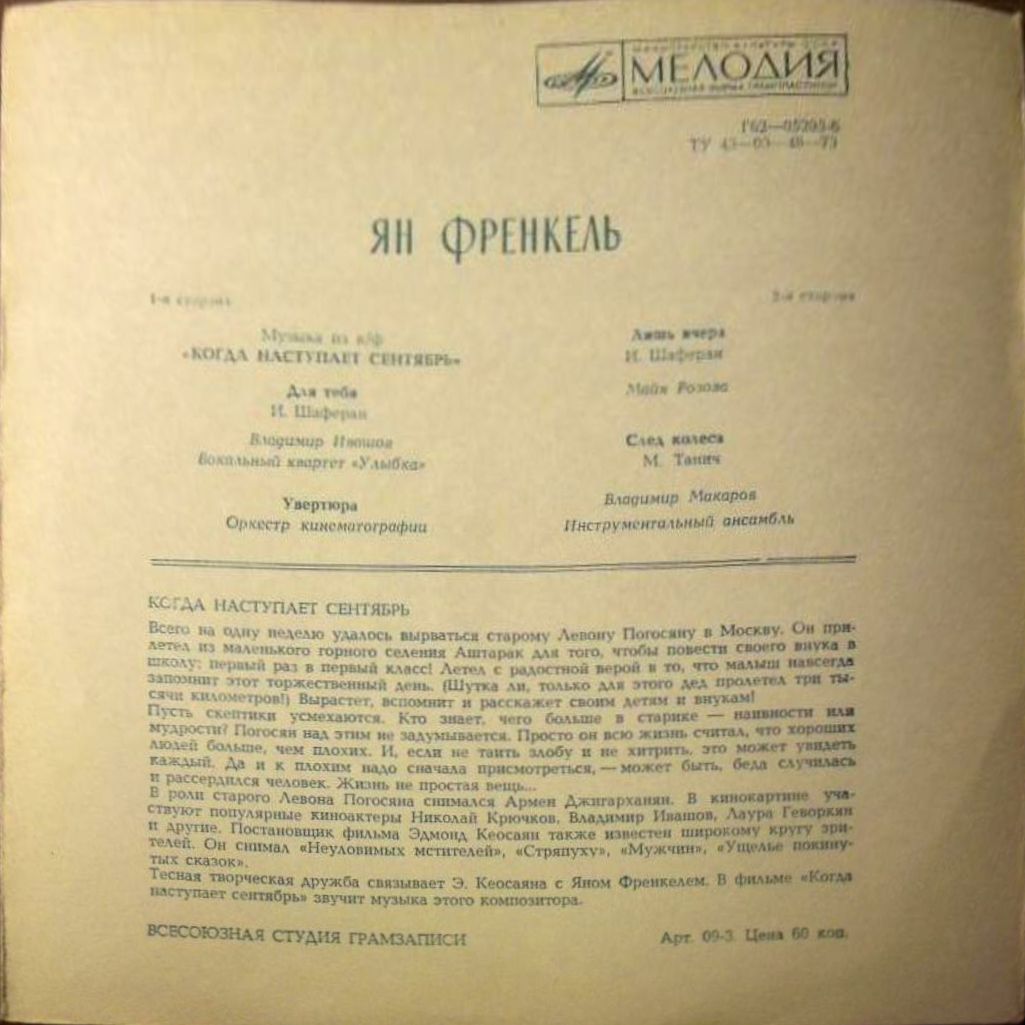 МИНИСТЕРСТВО КУЛЬТУРЫ СССР
МЕЛОДИЯ
ВСЕСОЮЗНАЯ ФИРМА ГРАМПЛАСТИНОК
ТУ 43—03—48—73
ЯН ФРЕНКЕЛЬ
1-я сторона
Музыка из к/ф
«КОГДА НАСТУПАЕТ СЕНТЯБРЬ»
Для тебя
И. Шаферан
Владимир Ивашов
Вокальный квартет «Улыбка»
Увертюра
Оркестр кинематографии
2-я сторона
Лишь вчера
И. Шаферан
Майя Розова
След колеса
М. Танич
Владимир Макаров
Инструментальный ансамбль
КОГДА НАСТУПАЕТ СЕНТЯБРЬ
Всего на одну неделю удалось вырваться старому Левону Погосяну в Москву. Он при-
летел из маленького горного селения Аштарак для того, чтобы повести своего внука в
школу: первый раз в первый класс! Летел с радостной верой в то, что малыш навсегда
запомнит этот торжественный день. (Шутка ли, только для этого дед пролетел три ты-
сячи километров!) Вырастет, вспомнит и расскажет своим детям и внукам!
Пусть скептики усмехаются. Кто знает, чего больше в старике — наивности или
мудрости? Погосян над этим не задумывается. Просто он всю жизнь считал, что хороших
людей больше, чем плохих. И, если не таить злобу и не хитрить, это может увидеть
каждый. Да и к плохим надо сначала присмотреться, — может быть, беда случилась
и рассердился человек. Жизнь не простая вещь...
В роли старого Левона Погосяна снимался Армен Джигарханян. В кинокартине уча-
ствуют популярные киноактеры Николай Крючков, Владимир Ивашов, Лаура Геворкян
и другие. Постановщик фильма Эдмонд Кеосаян также известен широкому кругу зри-
телей. Он снимал «Неуловимых мстителей», «Стряпуху», «Мужчин», «Ущелье покину-
тых сказок».
Тесная творческая дружба связывает Э. Кеосаяна с Яном Френкелем. В фильме «Когда
наступает сентябрь» звучит музыка этого композитора.
ВСЕСОЮЗНАЯ СТУДИЯ ГРАМЗАПИСИ
Арт. 09-3. Цена 60 коп.